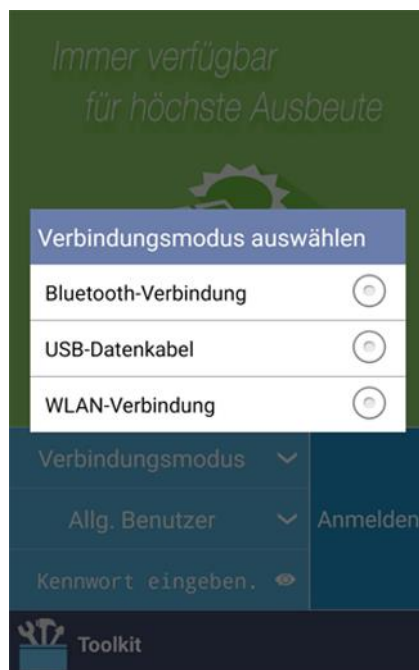 Immer verfügbar
für höchste Ausbeute
Verbindungsmodus auswählen
Bluetooth-Verbindung
USB-Datenkabel
WLAN-Verbindung
Verbindungsmodus
Allg. Benutzer
Anmelden
Kennwort eingeben.
Toolkit